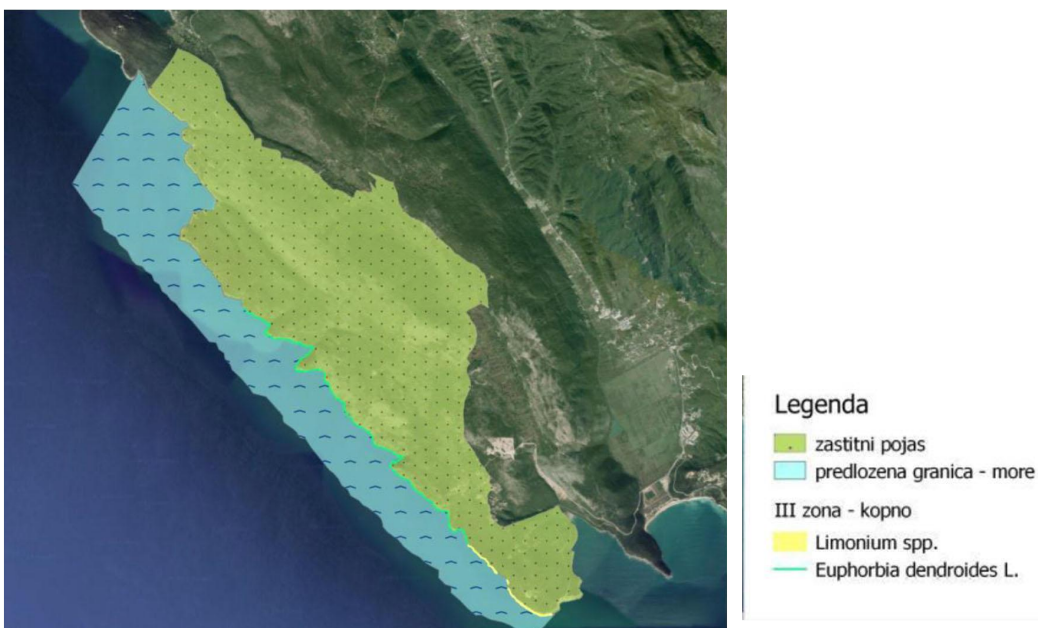 Legenda
zastitni pojas
predlozena granica - more
III zona - kopno
Limonium spp.
Euphorbia dendroides L.